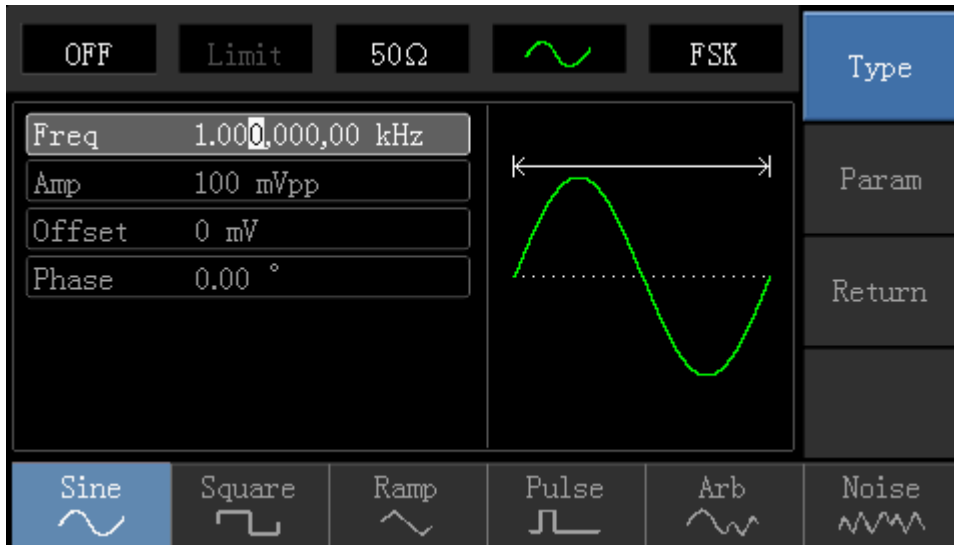 OFF Limit 50Ω FSK Type
Freq 1.000,000,00 kHz
Amp 100 mVpp
Param
Offset 0 mV
Phase 0.00 °
Return
Sine Square Ramp Pulse Arb Noise